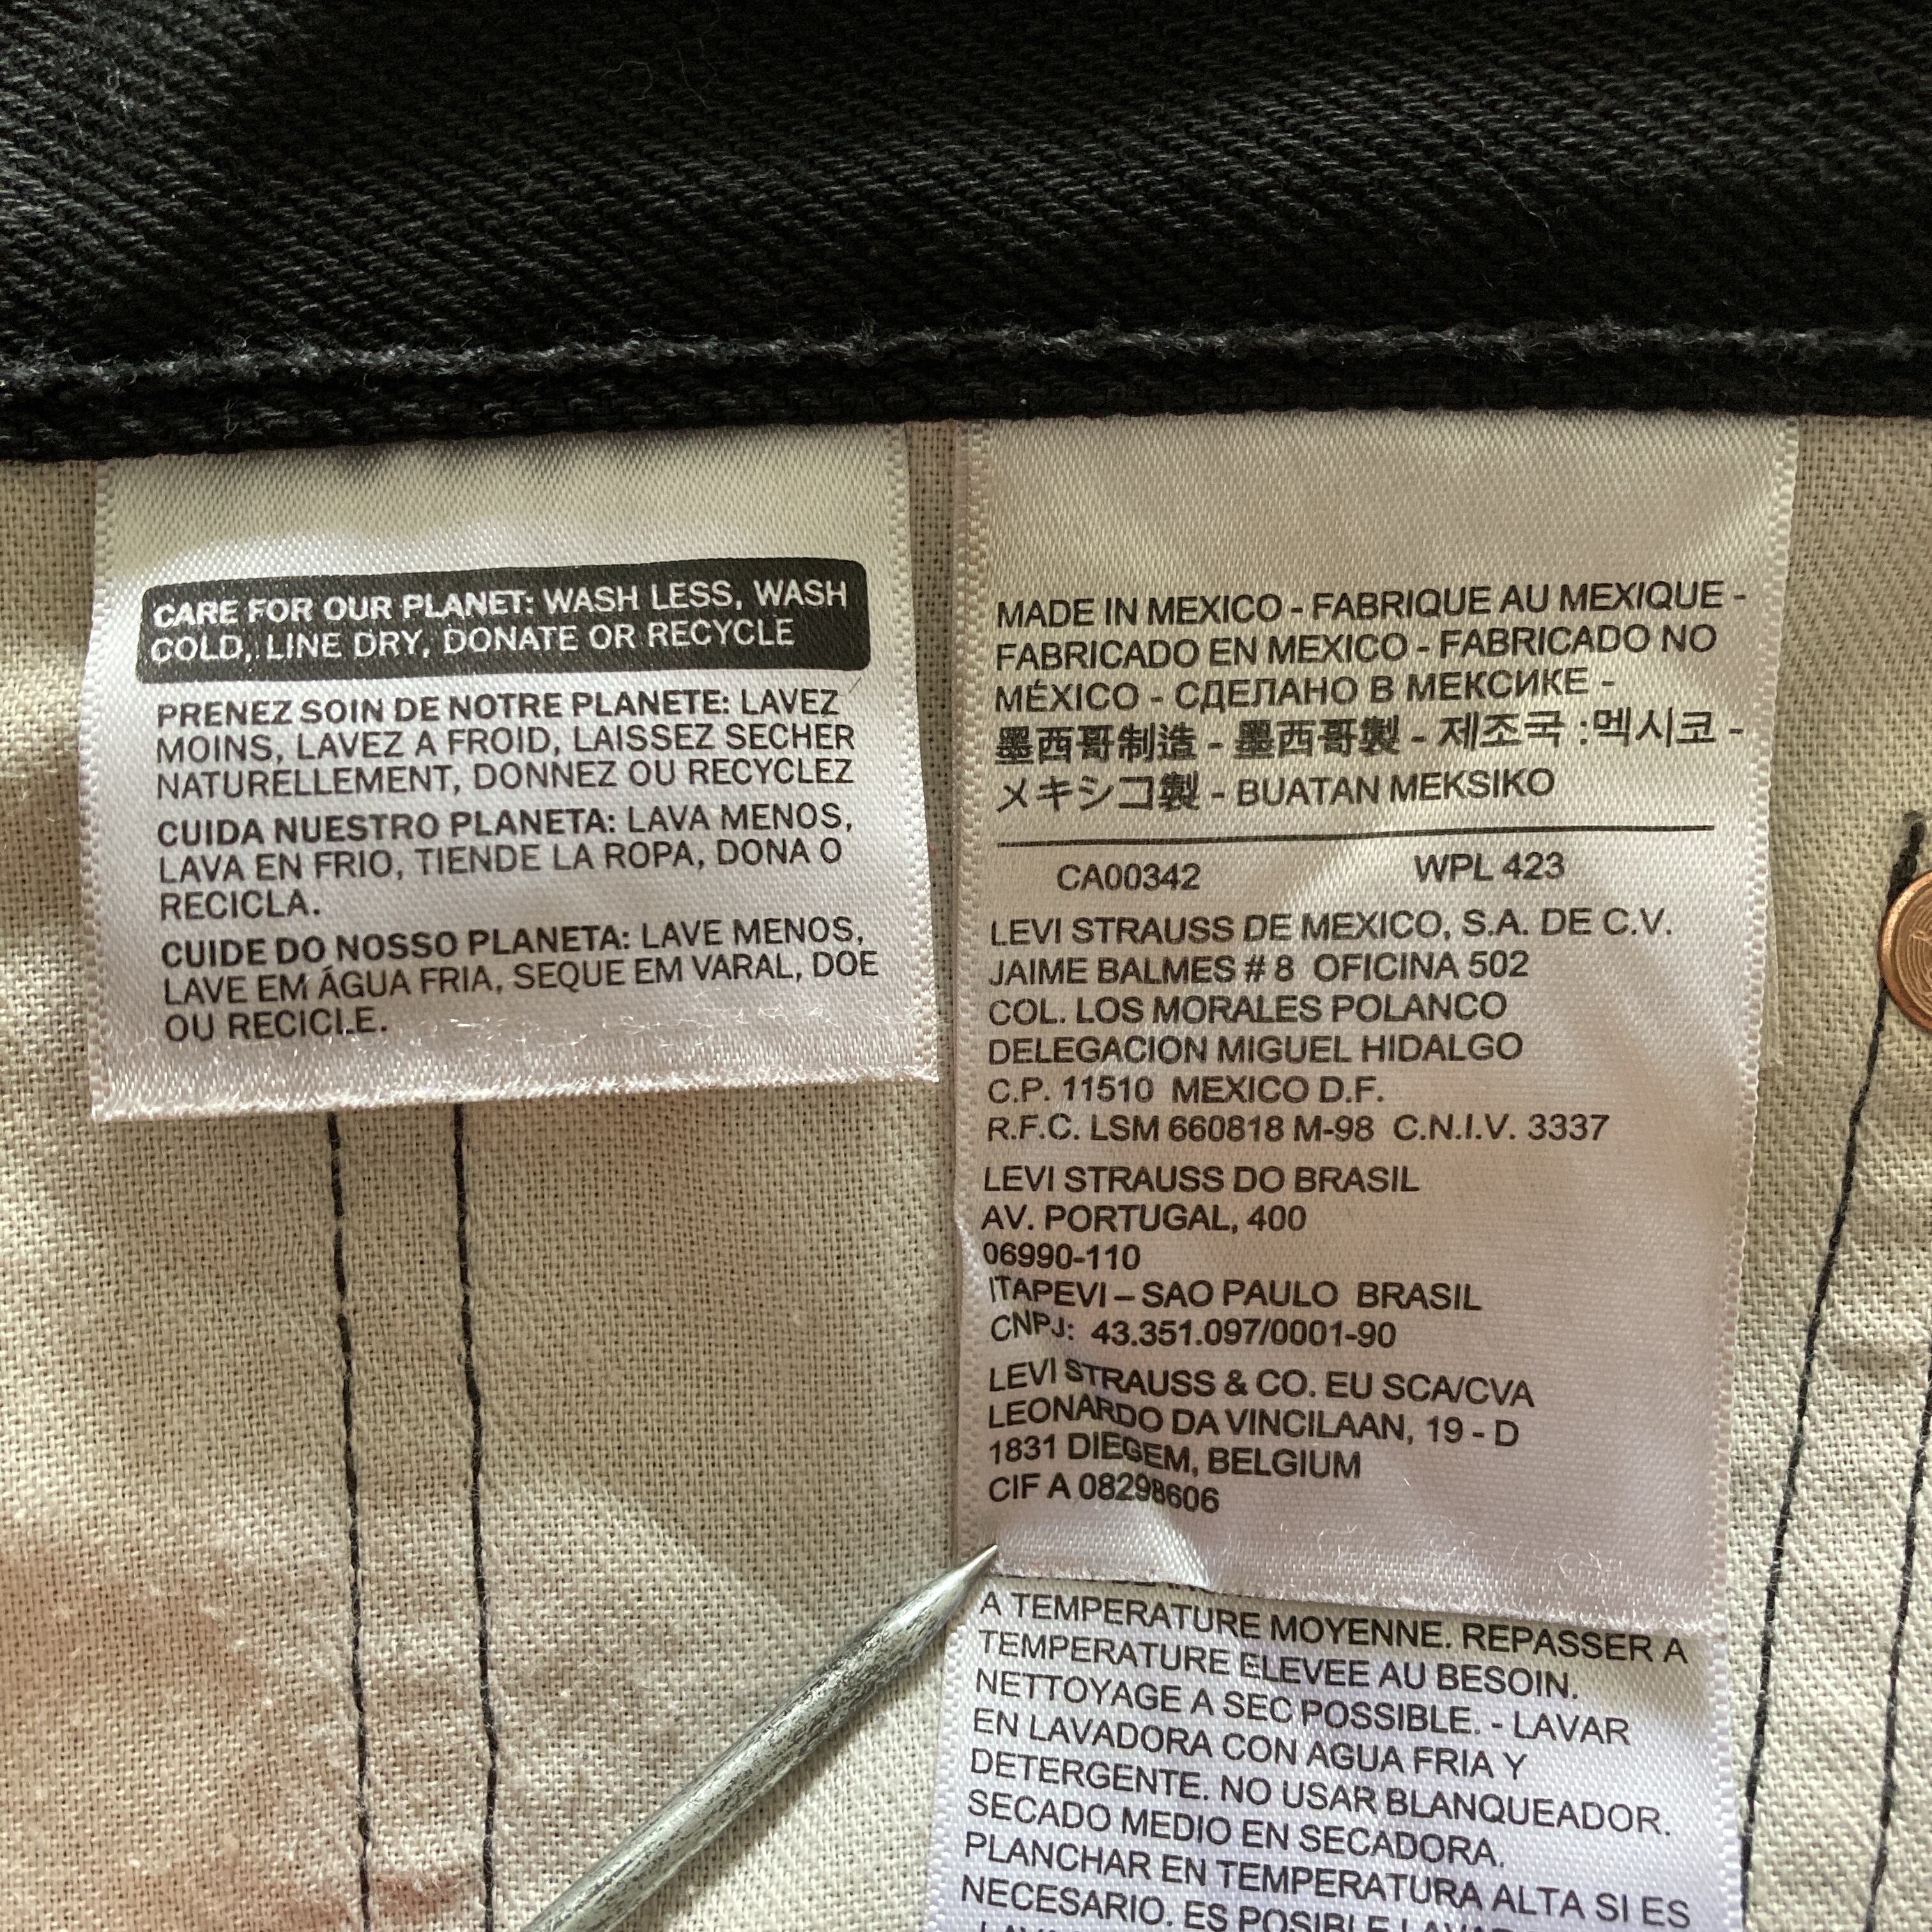 CARE FOR OUR PLANET: WASH LESS, WASH
COLD, LINE DRY, DONATE OR RECYCLE
PRENEZ SOIN DE NOTRE PLANETE: LAVEZ
MOINS, LAVEZ A FROID, LAISSEZ SECHER
NATURELLEMENT, DONNEZ OU RECYCLEZ
CUIDA NUESTRO PLANETA: LAVA MENOS,
LAVA EN FRIO, TIENDE LA ROPA, DONA O
RECICLA.
CUIDE DO NOSSO PLANETA: LAVE MENOS,
LAVE EM ÁGUA FRIA, SEQUE EM VARAL, DOE
OU RECICLE.
MADE IN MEXICO - FABRIQUE AU MEXIQUE -
FABRICADO EN MEXICO - FABRICADO NO
MÉXICO - СДЕЛАНО В МЕКСИКЕ -
墨西哥制造 - 墨西哥製 - 제조국 :멕시코 -
メキシコ製 - BUATAN MEKSIKO
CA00342 WPL 423
LEVI STRAUSS DE MEXICO, S.A. DE C.V.
JAIME BALMES # 8 OFICINA 502
COL. LOS MORALES POLANCO
DELEGACION MIGUEL HIDALGO
C.P. 11510 MEXICO D.F.
R.F.C. LSM 660818 M-98 C.N.I.V. 3337
LEVI STRAUSS DO BRASIL
AV. PORTUGAL, 400
06990-110
ITAPEVI – SAO PAULO BRASIL
CNPJ: 43.351.097/0001-90
LEVI STRAUSS & CO. EU SCA/CVA
LEONARDO DA VINCILAAN, 19 - D
1831 DIEGEM, BELGIUM
CIF A 08298606
A TEMPERATURE MOYENNE. REPASSER A
TEMPERATURE ELEVEE AU BESOIN.
NETTOYAGE A SEC POSSIBLE. - LAVAR
EN LAVADORA CON AGUA FRIA Y
DETERGENTE. NO USAR BLANQUEADOR.
SECADO MEDIO EN SECADORA.
PLANCHAR EN TEMPERATURA ALTA SI ES
NECESARIO. ES POSIBLE LAVAR